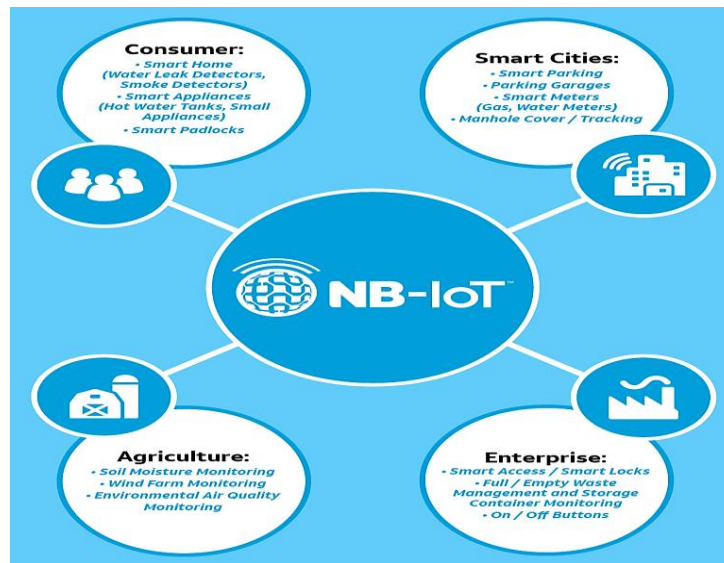 Consumer:
• Smart Home
(Water Leak Detectors,
Smoke Detectors)
• Smart Appliances
(Hot Water Tanks, Small
Appliances)
• Smart Padlocks
Smart Cities:
• Smart Parking
• Parking Garages
• Smart Meters
(Gas, Water Meters)
• Manhole Cover / Tracking
NB-IoT™
Agriculture:
• Soil Moisture Monitoring
• Wind Farm Monitoring
• Environmental Air Quality
Monitoring
Enterprise:
• Smart Access / Smart Locks
• Full / Empty Waste
Management and Storage
Container Monitoring
• On / Off Buttons